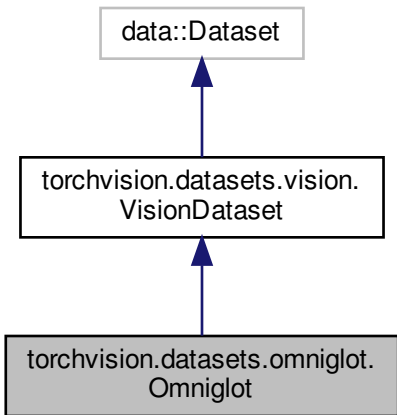 data::Dataset
torchvision.datasets.vision.
VisionDataset
torchvision.datasets.omniglot.
Omniglot